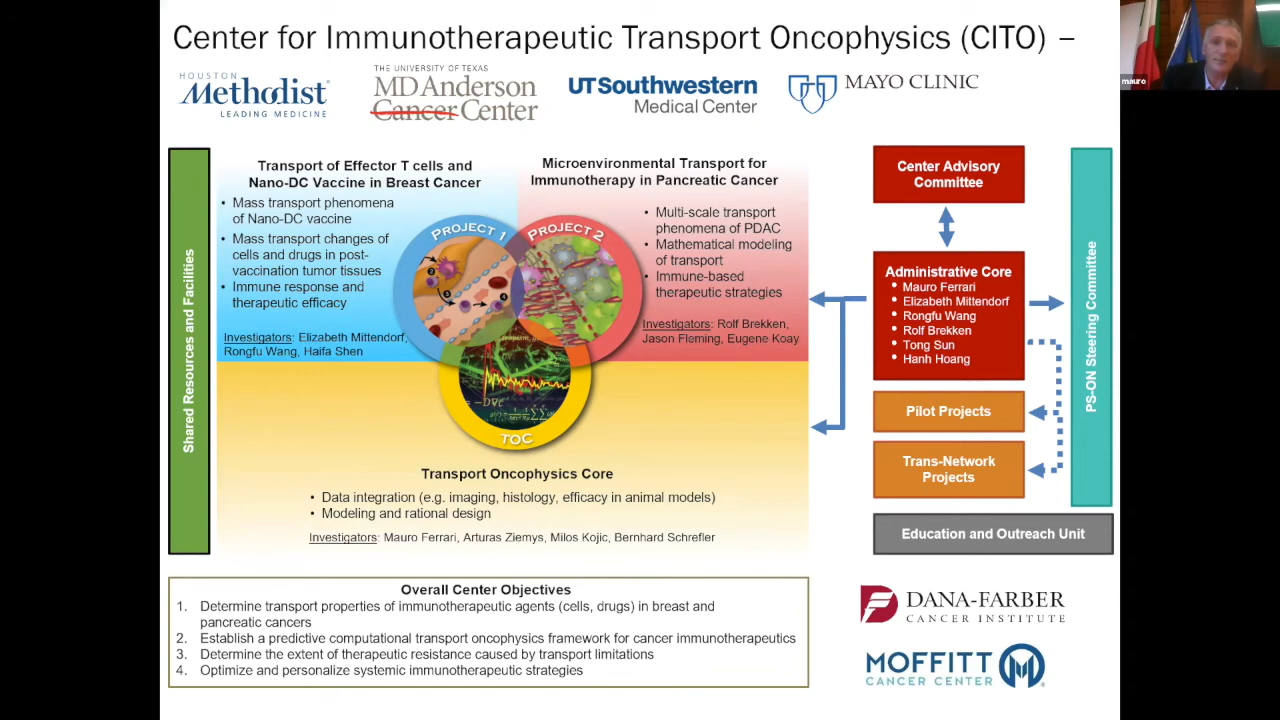 Center for Immunotherapeutic Transport Oncophysics (CITO) –
mauro
HOUSTON
Methodist
LEADING MEDICINE
THE UNIVERSITY OF TEXAS
MD Anderson
Cancer Center
UTSouthwestern
Medical Center
MAYO CLINIC
Shared Resources and Facilities
Transport of Effector T cells and
Nano-DC Vaccine in Breast Cancer
• Mass transport phenomena
of Nano-DC vaccine
• Mass transport changes of
cells and drugs in post-
vaccination tumor tissues
• Immune response and
therapeutic efficacy
Investigators: Elizabeth Mittendorf,
Rongfu Wang, Haifa Shen
PROJECT 1
2
3
4
Microenvironmental Transport for
Immunotherapy in Pancreatic Cancer
• Multi-scale transport
phenomena of PDAC
• Mathematical modeling
of transport
• Immune-based
therapeutic strategies
Investigators: Rolf Brekken,
Jason Fleming, Eugene Koay
PROJECT 2
= −D∇c
TOC
Transport Oncophysics Core
• Data integration (e.g. imaging, histology, efficacy in animal models)
• Modeling and rational design
Investigators: Mauro Ferrari, Arturas Ziemys, Milos Kojic, Bernhard Schrefler
Center Advisory
Committee
Administrative Core
• Mauro Ferrari
• Elizabeth Mittendorf
• Rongfu Wang
• Rolf Brekken
• Tong Sun
• Hanh Hoang
Pilot Projects
Trans-Network
Projects
PS-ON Steering Committee
Education and Outreach Unit
Overall Center Objectives
1. Determine transport properties of immunotherapeutic agents (cells, drugs) in breast and
pancreatic cancers
2. Establish a predictive computational transport oncophysics framework for cancer immunotherapeutics
3. Determine the extent of therapeutic resistance caused by transport limitations
4. Optimize and personalize systemic immunotherapeutic strategies
DANA-FARBER
CANCER INSTITUTE
MOFFITT
CANCER CENTER